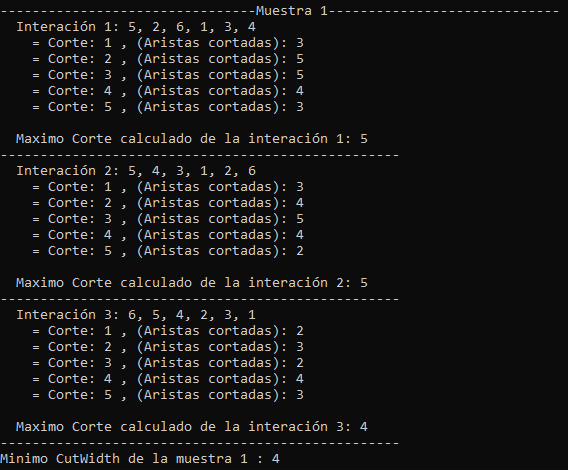 --------------------------------Muestra 1-----------------------------
Interación 1: 5, 2, 6, 1, 3, 4
= Corte: 1 , (Aristas cortadas): 3
= Corte: 2 , (Aristas cortadas): 5
= Corte: 3 , (Aristas cortadas): 5
= Corte: 4 , (Aristas cortadas): 4
= Corte: 5 , (Aristas cortadas): 3
Maximo Corte calculado de la interación 1: 5
--------------------------------------------------
Interación 2: 5, 4, 3, 1, 2, 6
= Corte: 1 , (Aristas cortadas): 3
= Corte: 2 , (Aristas cortadas): 4
= Corte: 3 , (Aristas cortadas): 5
= Corte: 4 , (Aristas cortadas): 4
= Corte: 5 , (Aristas cortadas): 2
Maximo Corte calculado de la interación 2: 5
--------------------------------------------------
Interación 3: 6, 5, 4, 2, 3, 1
= Corte: 1 , (Aristas cortadas): 2
= Corte: 2 , (Aristas cortadas): 3
= Corte: 3 , (Aristas cortadas): 2
= Corte: 4 , (Aristas cortadas): 4
= Corte: 5 , (Aristas cortadas): 3
Maximo Corte calculado de la interación 3: 4
--------------------------------------------------
Minimo CutWidth de la muestra 1 : 4